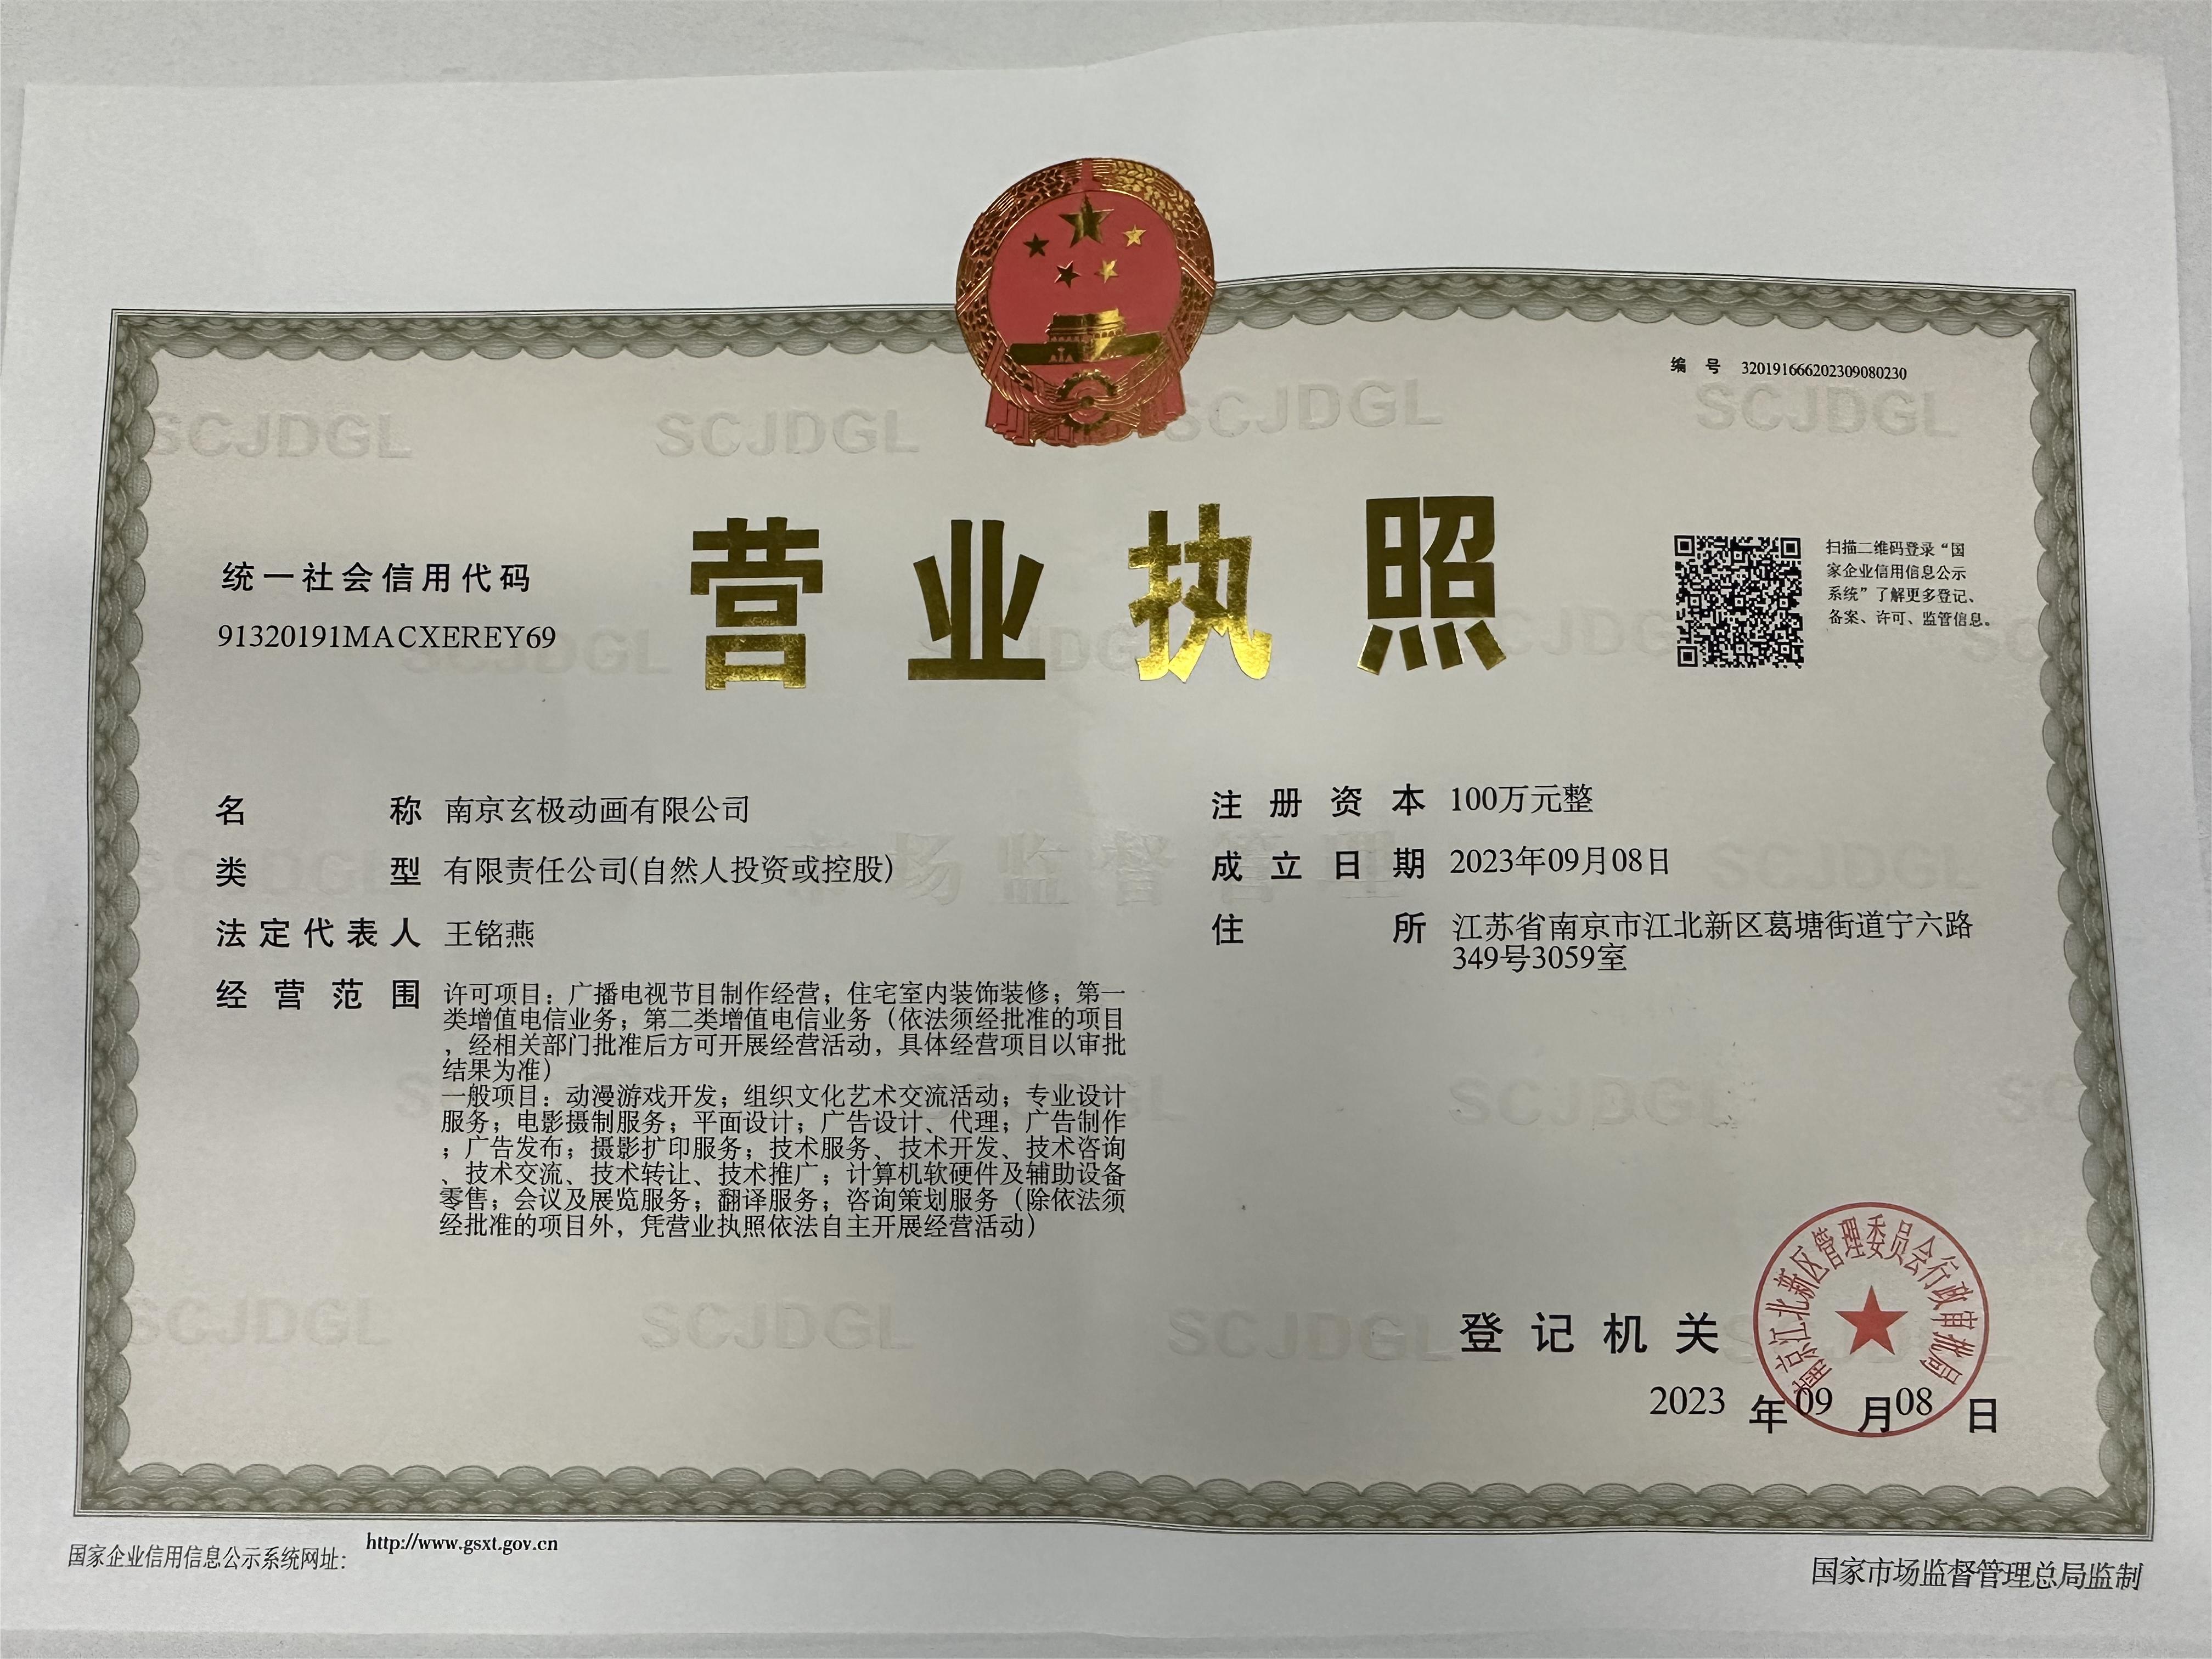 编 号 320191666202309080230
营业执照
统一社会信用代码
91320191MACXEREY69
扫描二维码登录“国
家企业信用信息公示
系统”了解更多登记、
备案、许可、监管信息。
名 称 南京玄极动画有限公司
类 型 有限责任公司(自然人投资或控股)
法定代表人 王铭燕
经营范围 许可项目：广播电视节目制作经营；住宅室内装饰装修；第一
类增值电信业务；第二类增值电信业务（依法须经批准的项目
，经相关部门批准后方可开展经营活动，具体经营项目以审批
结果为准）
一般项目：动漫游戏开发；组织文化艺术交流活动；专业设计
服务；电影摄制服务；平面设计；广告设计、代理；广告制作
；广告发布；摄影扩印服务；技术服务、技术开发、技术咨询
、技术交流、技术转让、技术推广；计算机软硬件及辅助设备
零售；会议及展览服务；翻译服务；咨询策划服务（除依法须
经批准的项目外，凭营业执照依法自主开展经营活动）
注册资本 100万元整
成立日期 2023年09月08日
住 所 江苏省南京市江北新区葛塘街道宁六路
349号3059室
登记机关
南京江北新区管理委员会行政审批局
2023 年 09 月 08 日
国家企业信用信息公示系统网址：http://www.gsxt.gov.cn
国家市场监督管理总局监制
SCJDGL
市场监督管理